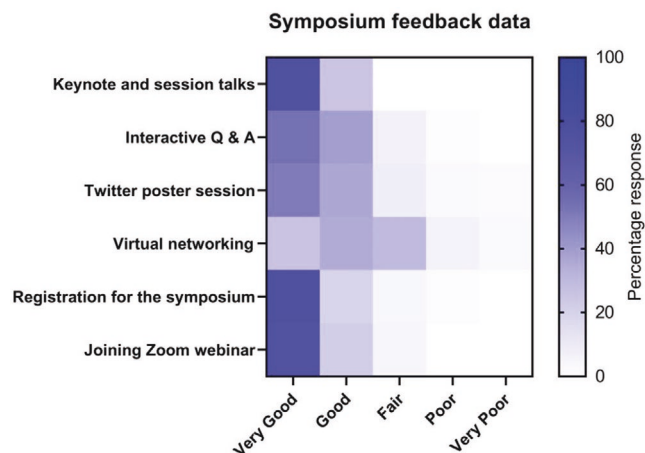 Symposium feedback data
Keynote and session talks
Interactive Q & A
Twitter poster session
Virtual networking
Registration for the symposium
Joining Zoom webinar
Very Good
Good
Fair
Poor
Very Poor
100
80
60
40
20
0
Percentage response